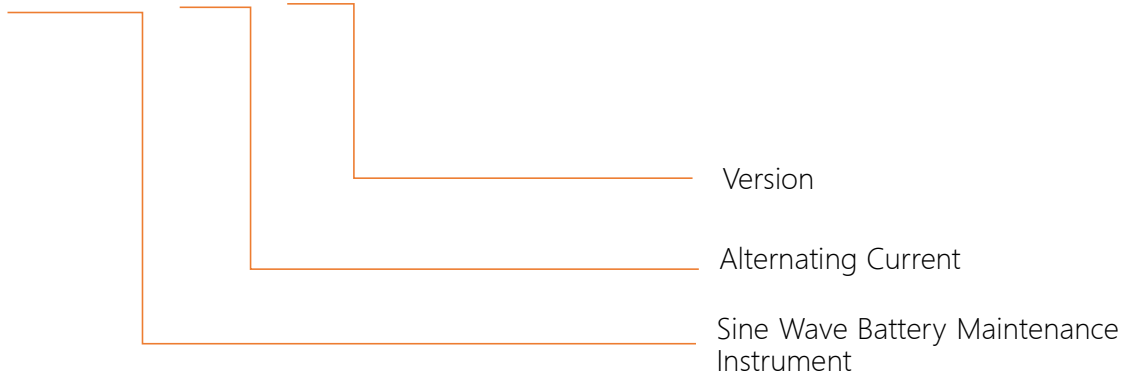 Version
Alternating Current
Sine Wave Battery Maintenance
Instrument